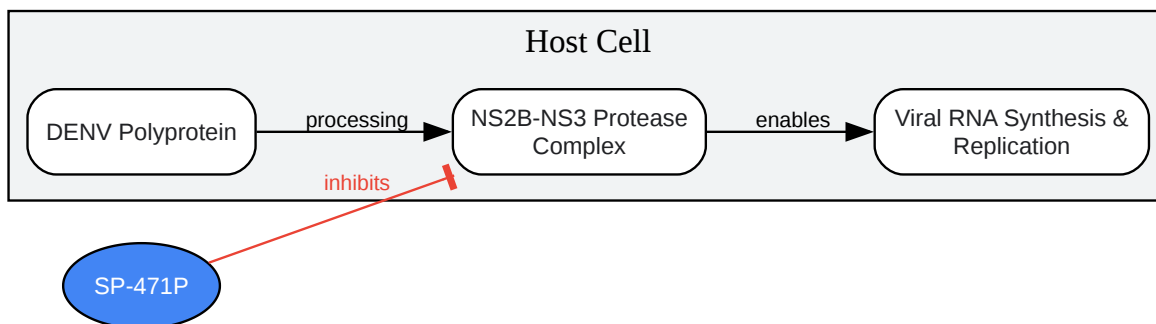 Host Cell
DENV Polyprotein
processing
NS2B-NS3 Protease
Complex
enables
Viral RNA Synthesis &
Replication
inhibits
SP-471P